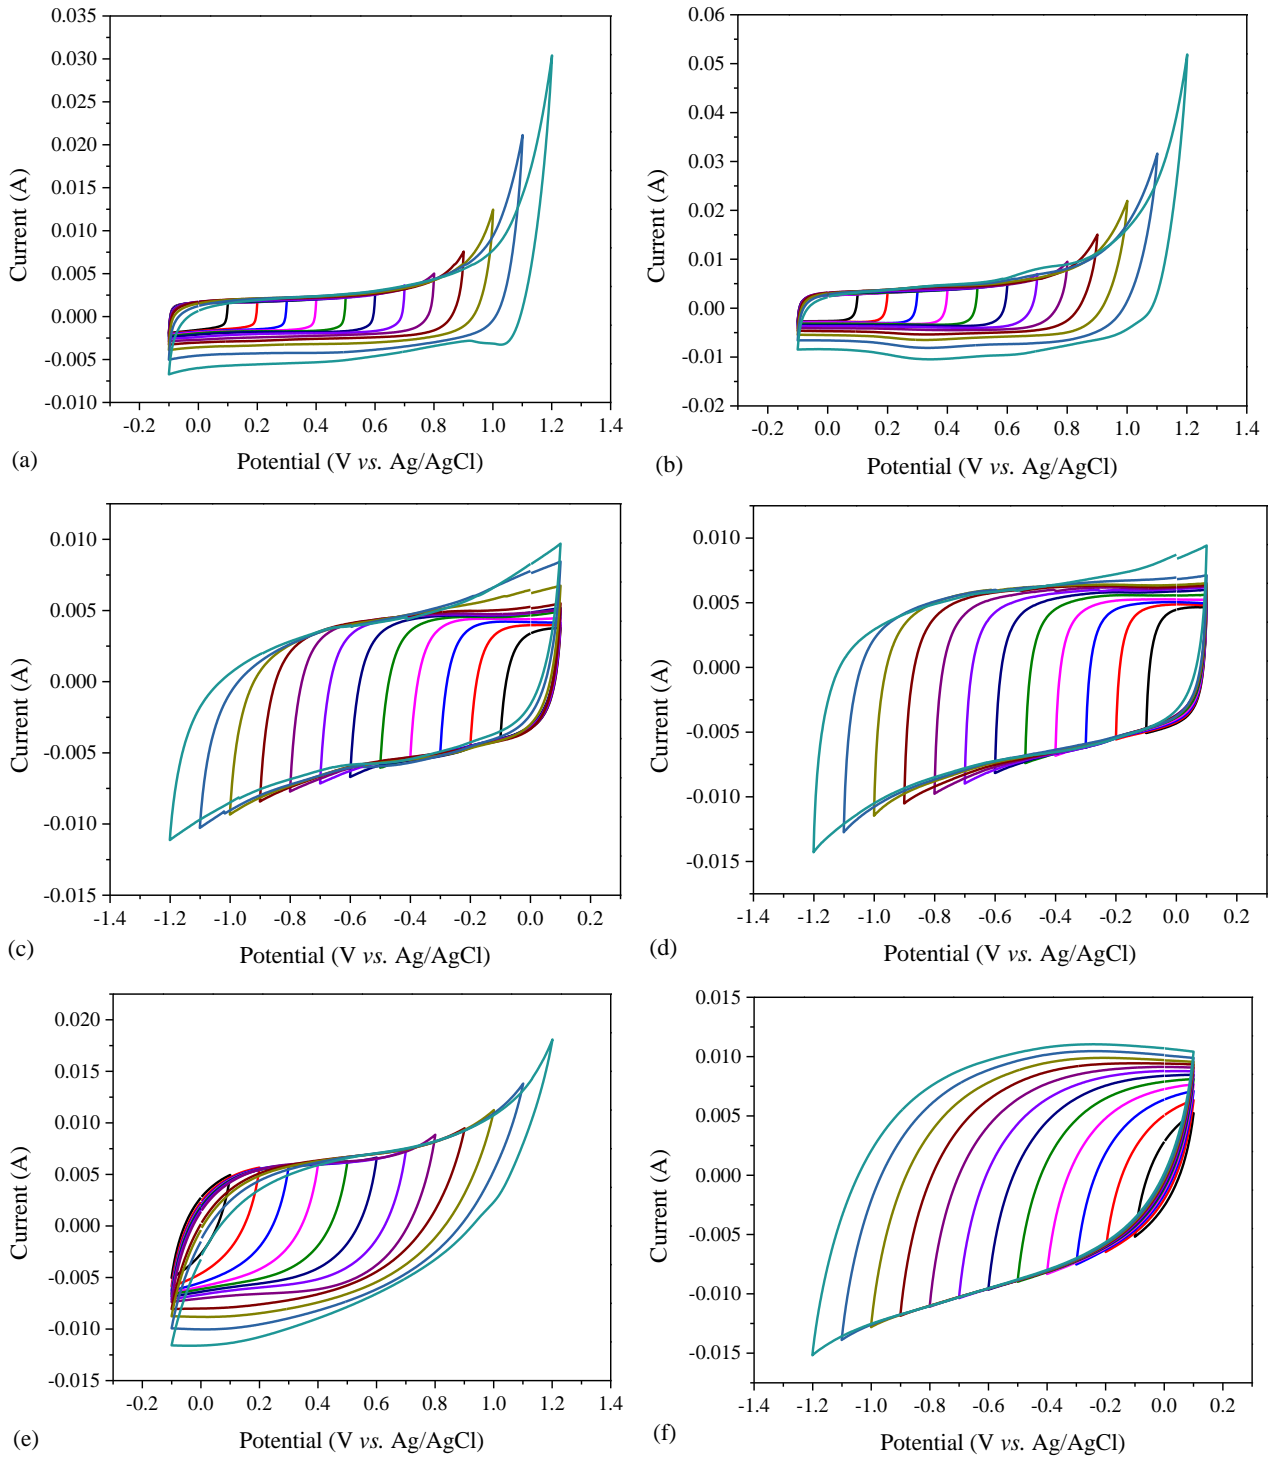 0.035
0.030
0.025
0.020
0.015
0.010
0.005
0.000
-0.005
-0.010
Current (A)
-0.2 0.0 0.2 0.4 0.6 0.8 1.0 1.2 1.4
(a)
Potential (V vs. Ag/AgCl)
0.06
0.05
0.04
0.03
0.02
0.01
0.00
-0.01
-0.02
Current (A)
-0.2 0.0 0.2 0.4 0.6 0.8 1.0 1.2 1.4
(b)
Potential (V vs. Ag/AgCl)
0.010
0.005
0.000
-0.005
-0.010
-0.015
Current (A)
-1.4 -1.2 -1.0 -0.8 -0.6 -0.4 -0.2 0.0 0.2
(c)
Potential (V vs. Ag/AgCl)
0.010
0.005
0.000
-0.005
-0.010
-0.015
Current (A)
-1.4 -1.2 -1.0 -0.8 -0.6 -0.4 -0.2 0.0 0.2
(d)
Potential (V vs. Ag/AgCl)
0.020
0.015
0.010
0.005
0.000
-0.005
-0.010
-0.015
Current (A)
-0.2 0.0 0.2 0.4 0.6 0.8 1.0 1.2 1.4
(e)
Potential (V vs. Ag/AgCl)
0.015
0.010
0.005
0.000
-0.005
-0.010
-0.015
Current (A)
-1.4 -1.2 -1.0 -0.8 -0.6 -0.4 -0.2 0.0 0.2
(f)
Potential (V vs. Ag/AgCl)